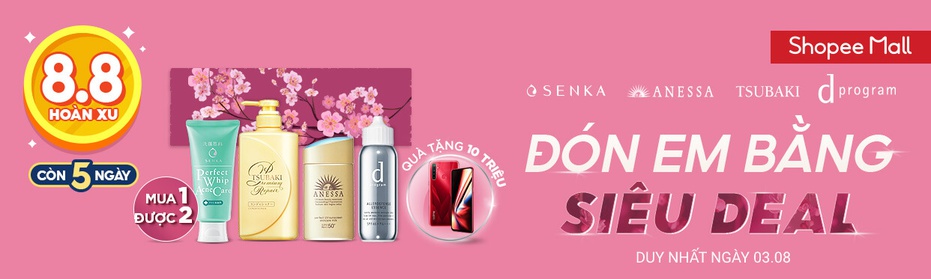 8.8
HOÀN XU
CÒN 5 NGÀY
MUA 1
ĐƯỢC 2
SENKA
Perfect
Whip
Acne Care
TSUBAKI
Premium
Repair
ANESSA
SPF50+
d
program
QUÀ TẶNG 10 TRIỆU
Shopee Mall
SENKA ANESSA TSUBAKI d program
ĐÓN EM BẰNG
SIÊU DEAL
DUY NHẤT NGÀY 03.08